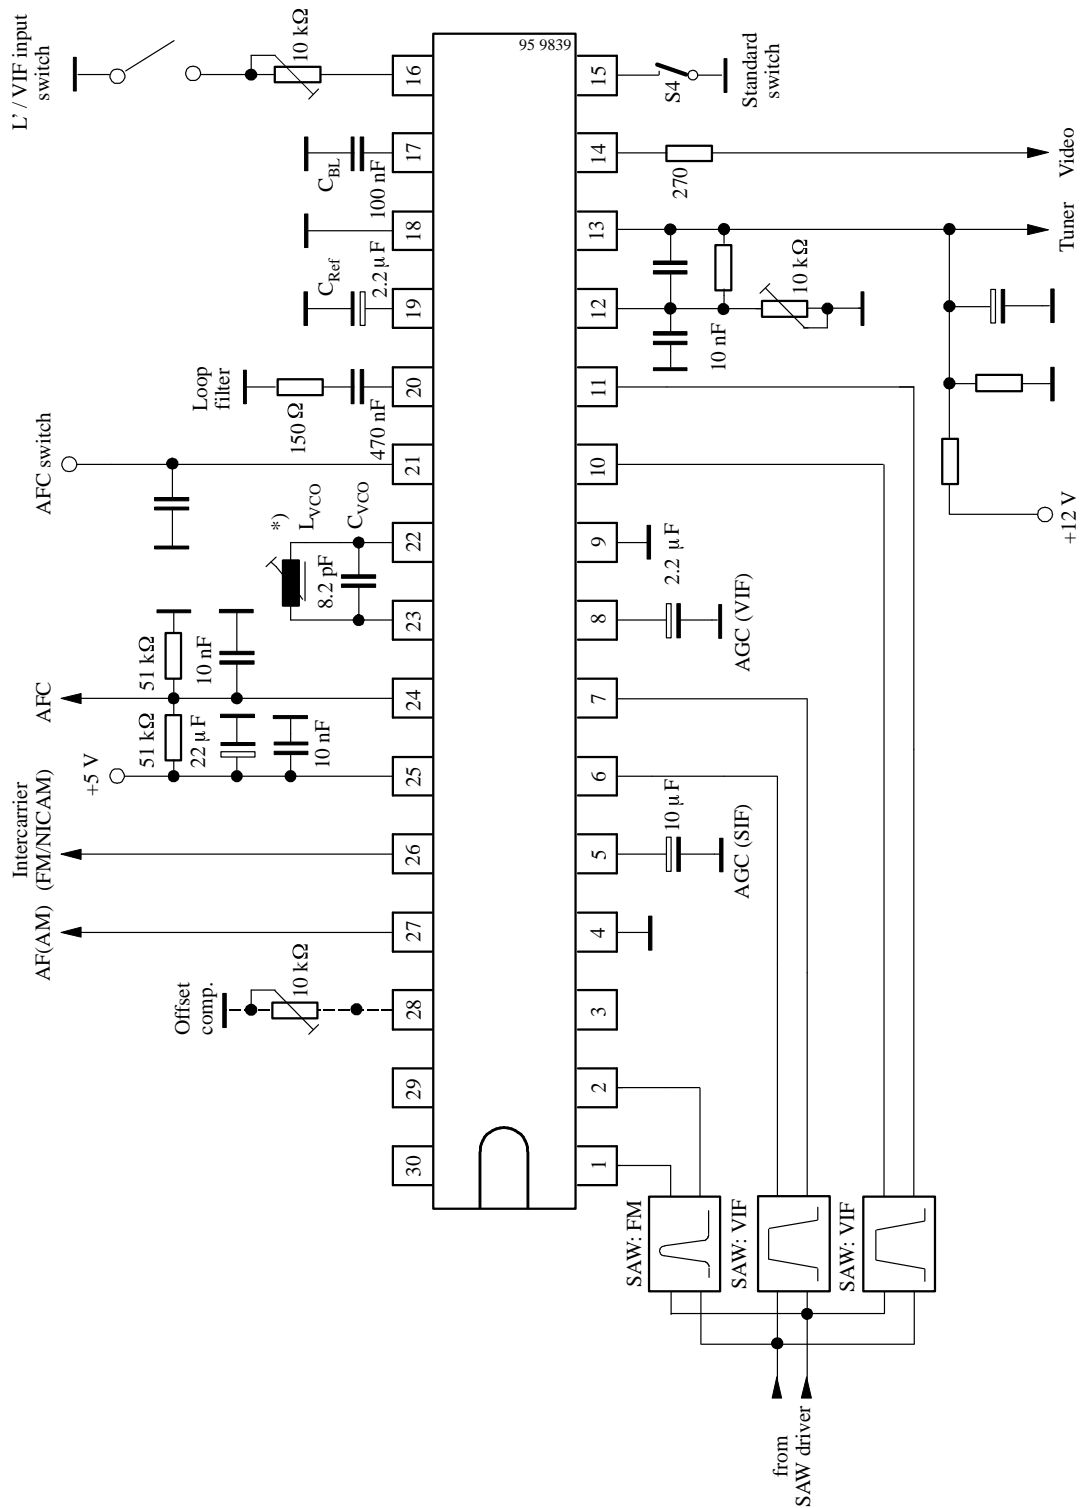 95 9839
L' / VIF input
switch
10 kΩ
16
15
S4
Standard
switch
C_BL
100 nF
17
14
270
Video
18
13
Tuner
C_Ref
2.2 µF
19
12
10 nF
10 kΩ
Loop
filter
150 Ω
470 nF
20
11
AFC switch
21
10
+12 V
*)
L_VCO
C_VCO
8.2 pF
22
9
2.2 µF
23
8
AGC (VIF)
51 kΩ
10 nF
AFC
24
7
51 kΩ
22 µF
10 nF
+5 V
25
6
10 µF
Intercarrier
(FM/NICAM)
26
5
AGC (SIF)
AF(AM)
27
4
Offset
comp.
10 kΩ
28
3
29
2
30
1
SAW: FM
SAW: VIF
SAW: VIF
from
SAW driver